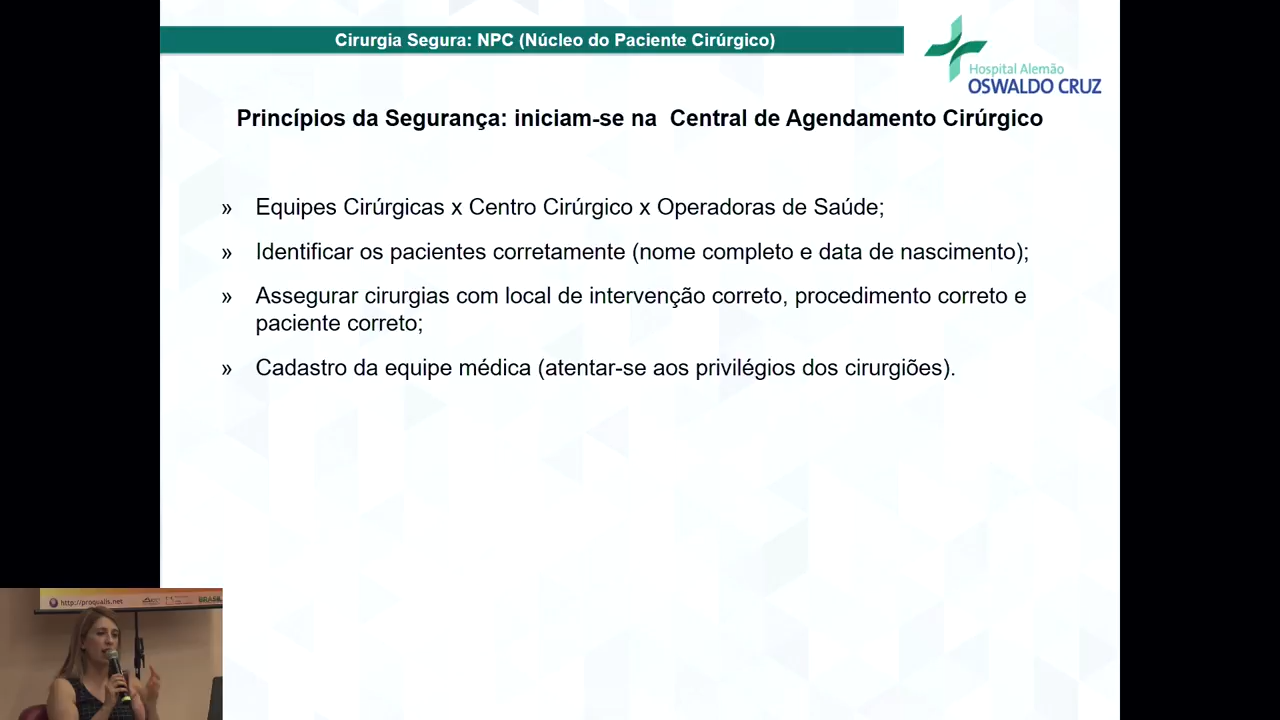 Cirurgia Segura: NPC (Núcleo do Paciente Cirúrgico)
Hospital Alemão
OSWALDO CRUZ
Princípios da Segurança: iniciam-se na Central de Agendamento Cirúrgico
» Equipes Cirúrgicas x Centro Cirúrgico x Operadoras de Saúde;
» Identificar os pacientes corretamente (nome completo e data de nascimento);
» Assegurar cirurgias com local de intervenção correto, procedimento correto e
paciente correto;
» Cadastro da equipe médica (atentar-se aos privilégios dos cirurgiões).
http://proqualis.net
BRASIL